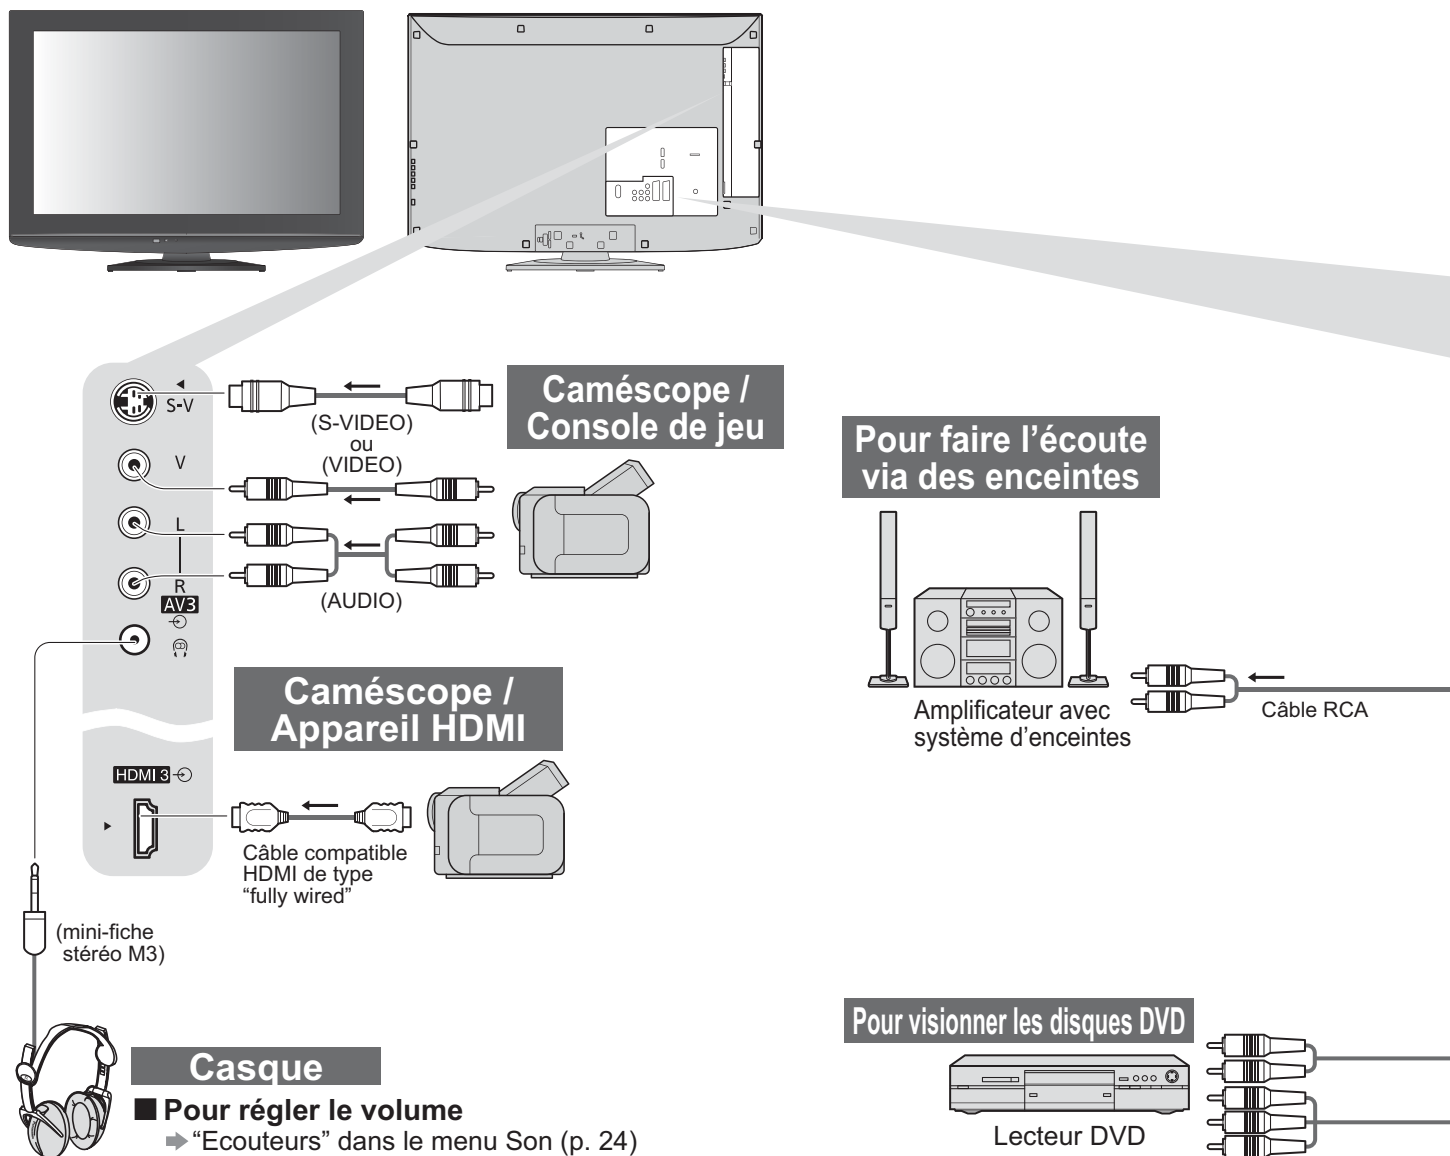 S-V
V
L
R
AV3
(S-VIDEO)
ou
(VIDEO)
(AUDIO)
Caméscope /
Console de jeu
Pour faire l’écoute
via des enceintes
Amplificateur avec
système d’enceintes
Câble RCA
Caméscope /
Appareil HDMI
HDMI 3
Câble compatible
HDMI de type
“fully wired”
(mini-fiche
stéréo M3)
Casque
■ Pour régler le volume
“Ecouteurs” dans le menu Son (p. 24)
Pour visionner les disques DVD
Lecteur DVD